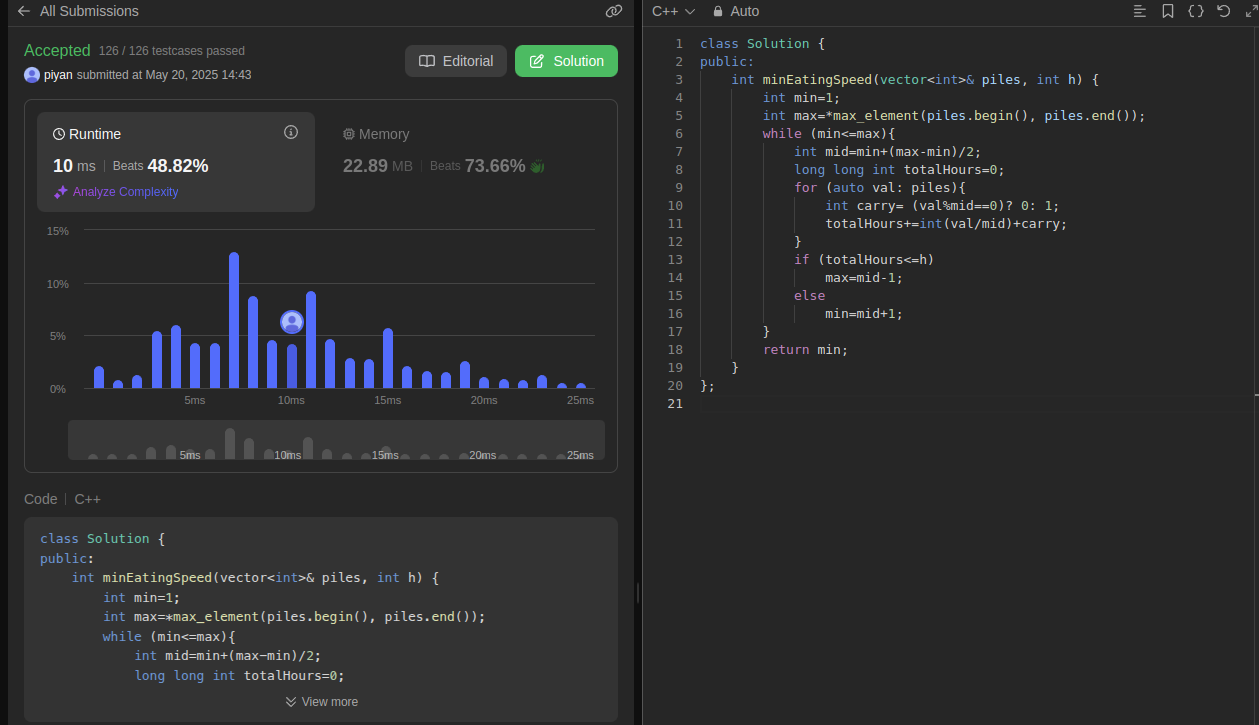 All Submissions
Accepted 126 / 126 testcases passed
piyan submitted at May 20, 2025 14:43
Editorial
Solution
Runtime
10 ms | Beats 48.82%
Analyze Complexity
Memory
22.89 MB | Beats 73.66%
15%
10%
5%
0%
5ms 10ms 15ms 20ms 25ms
5ms 10ms 15ms 20ms 25ms
Code | C++
class Solution {
public:
    int minEatingSpeed(vector<int>& piles, int h) {
        int min=1;
        int max=*max_element(piles.begin(), piles.end());
        while (min<=max){
            int mid=min+(max-min)/2;
            long long int totalHours=0;
View more
C++ Auto
1 class Solution {
2 public:
3     int minEatingSpeed(vector<int>& piles, int h) {
4         int min=1;
5         int max=*max_element(piles.begin(), piles.end());
6         while (min<=max){
7             int mid=min+(max-min)/2;
8             long long int totalHours=0;
9             for (auto val: piles){
10                 int carry= (val%mid==0)? 0: 1;
11                 totalHours+=int(val/mid)+carry;
12             }
13             if (totalHours<=h)
14                 max=mid-1;
15             else
16                 min=mid+1;
17         }
18         return min;
19     }
20 };
21